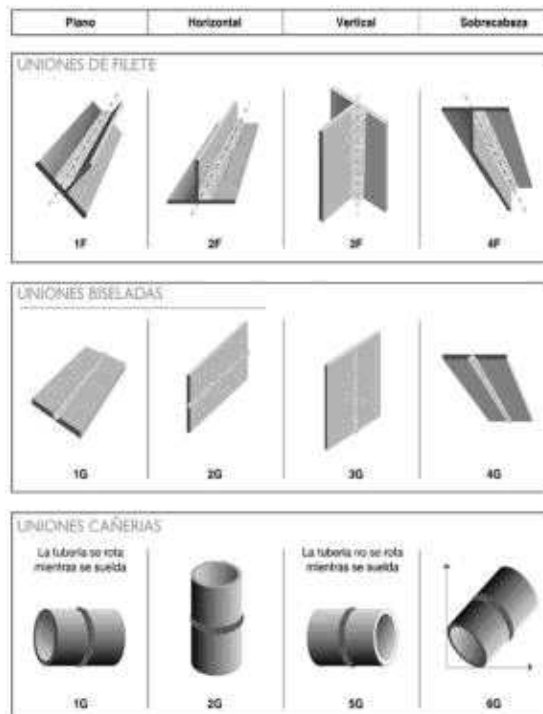 Plano Horizontal Vertical Sobrecabeza
UNIONES DE FILETE
1F 2F 3F 4F
UNIONES BISELADAS
1G 2G 3G 4G
UNIONES CAÑERIAS
La tubería se rota
mientras se suelda
La tubería no se rota
mientras se suelda
1G 2G 5G 6G